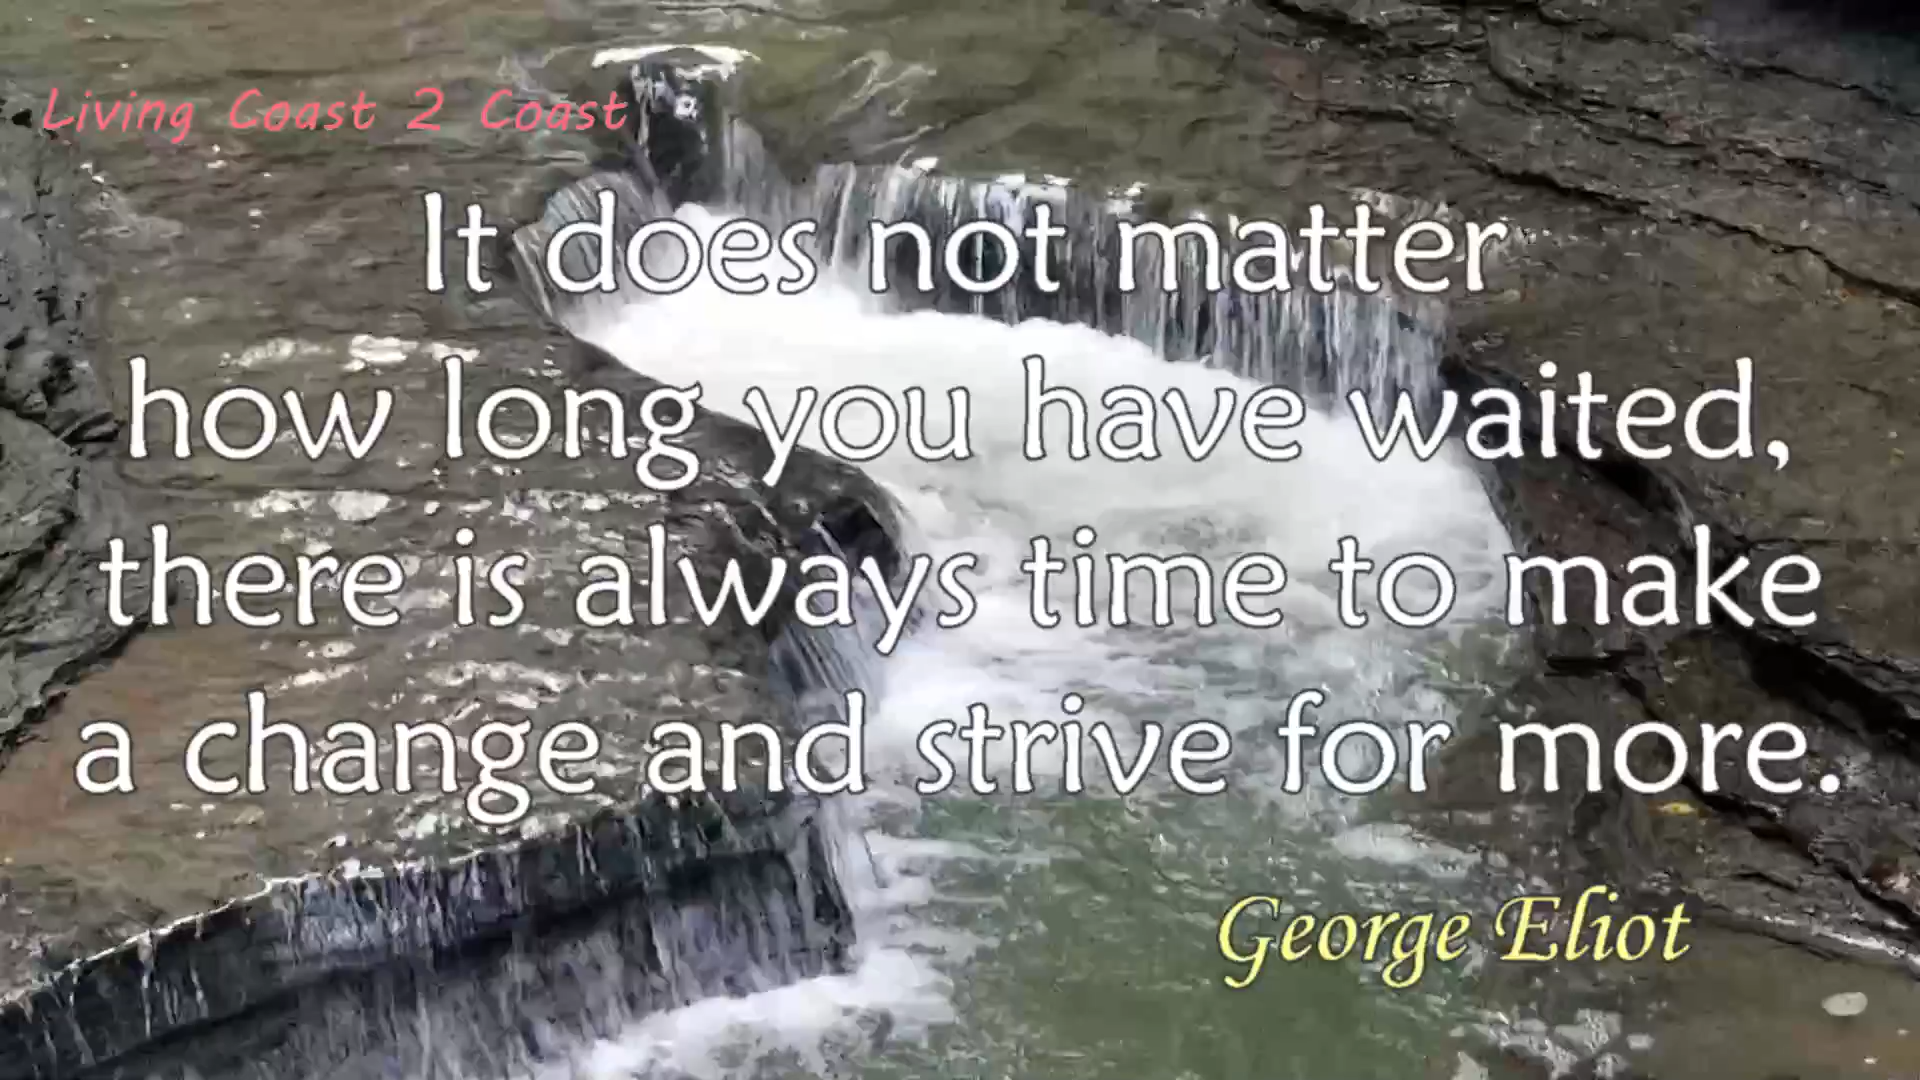 Living Coast 2 Coast
It does not matter
how long you have waited,
there is always time to make
a change and strive for more.
George Eliot